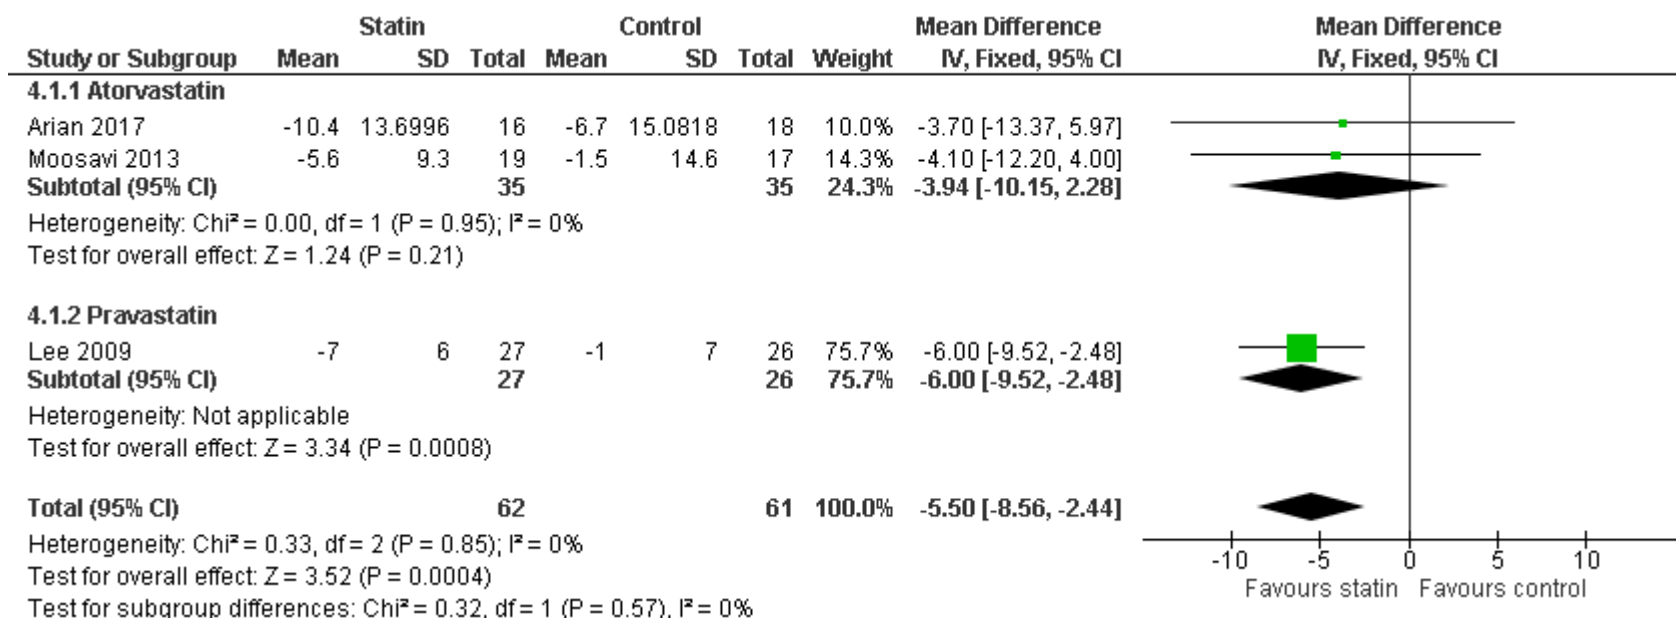 Statin Control Mean Difference Mean Difference
Study or Subgroup Mean SD Total Mean SD Total Weight IV, Fixed, 95% CI IV, Fixed, 95% CI
4.1.1 Atorvastatin
Arian 2017 -10.4 13.6996 16 -6.7 15.0818 18 10.0% -3.70 [-13.37, 5.97]
Moosavi 2013 -5.6 9.3 19 -1.5 14.6 17 14.3% -4.10 [-12.20, 4.00]
Subtotal (95% CI) 35 35 24.3% -3.94 [-10.15, 2.28]
Heterogeneity: Chi² = 0.00, df = 1 (P = 0.95); I² = 0%
Test for overall effect: Z = 1.24 (P = 0.21)
4.1.2 Pravastatin
Lee 2009 -7 6 27 -1 7 26 75.7% -6.00 [-9.52, -2.48]
Subtotal (95% CI) 27 26 75.7% -6.00 [-9.52, -2.48]
Heterogeneity: Not applicable
Test for overall effect: Z = 3.34 (P = 0.0008)
Total (95% CI) 62 61 100.0% -5.50 [-8.56, -2.44]
Heterogeneity: Chi² = 0.33, df = 2 (P = 0.85); I² = 0%
Test for overall effect: Z = 3.52 (P = 0.0004)
Test for subgroup differences: Chi² = 0.32, df = 1 (P = 0.57), I² = 0%
-10 -5 0 5 10
Favours statin Favours control